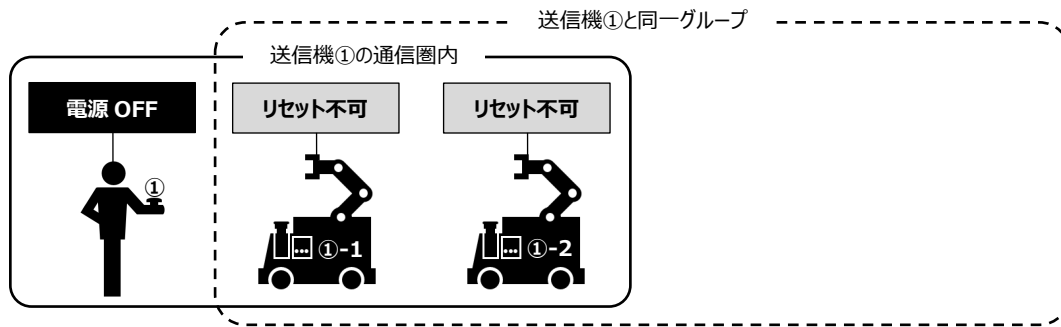 送信機①と同一グループ
送信機①の通信圏内
電源 OFF
リセット不可
リセット不可
①
①-1
①-2